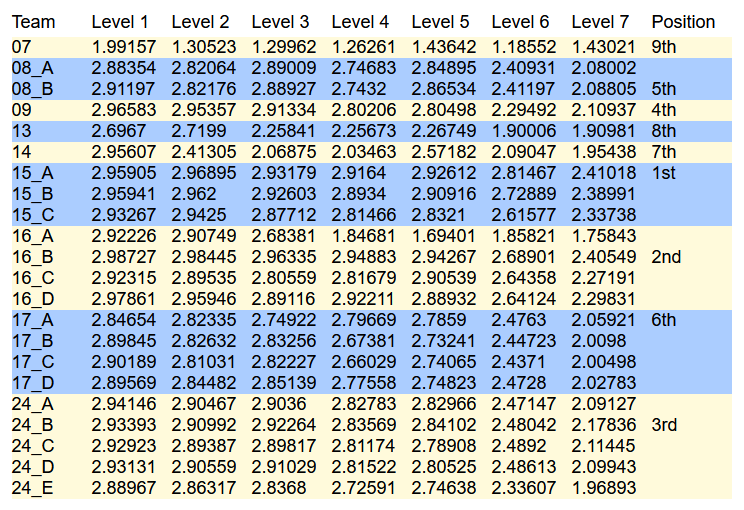 Team Level 1 Level 2 Level 3 Level 4 Level 5 Level 6 Level 7 Position
07 1.99157 1.30523 1.29962 1.26261 1.43642 1.18552 1.43021 9th
08_A 2.88354 2.82064 2.89009 2.74683 2.84895 2.40931 2.08002
08_B 2.91197 2.82176 2.88927 2.7432 2.86534 2.41197 2.08805 5th
09 2.96583 2.95357 2.91334 2.80206 2.80498 2.29492 2.10937 4th
13 2.6967 2.7199 2.25841 2.25673 2.26749 1.90006 1.90981 8th
14 2.95607 2.41305 2.06875 2.03463 2.57182 2.09047 1.95438 7th
15_A 2.95905 2.96895 2.93179 2.9164 2.92612 2.81467 2.41018 1st
15_B 2.95941 2.962 2.92603 2.8934 2.90916 2.72889 2.38991
15_C 2.93267 2.9425 2.87712 2.81466 2.8321 2.61577 2.33738
16_A 2.92226 2.90749 2.68381 1.84681 1.69401 1.85821 1.75843
16_B 2.98727 2.98445 2.96335 2.94883 2.94267 2.68901 2.40549 2nd
16_C 2.92315 2.89535 2.80559 2.81679 2.90539 2.64358 2.27191
16_D 2.97861 2.95946 2.89116 2.92211 2.88932 2.64124 2.29831
17_A 2.84654 2.82335 2.74922 2.79669 2.7859 2.4763 2.05921 6th
17_B 2.89845 2.82632 2.83256 2.67381 2.73241 2.44723 2.0098
17_C 2.90189 2.81031 2.82227 2.66029 2.74065 2.4371 2.00498
17_D 2.89569 2.84482 2.85139 2.77558 2.74823 2.4728 2.02783
24_A 2.94146 2.90467 2.9036 2.82783 2.82966 2.47147 2.09127
24_B 2.93393 2.90992 2.92264 2.83569 2.84102 2.48042 2.17836 3rd
24_C 2.92923 2.89387 2.89817 2.81174 2.78908 2.4892 2.11445
24_D 2.93131 2.90559 2.91029 2.81522 2.80525 2.48613 2.09943
24_E 2.88967 2.86317 2.8368 2.72591 2.74638 2.33607 1.96893